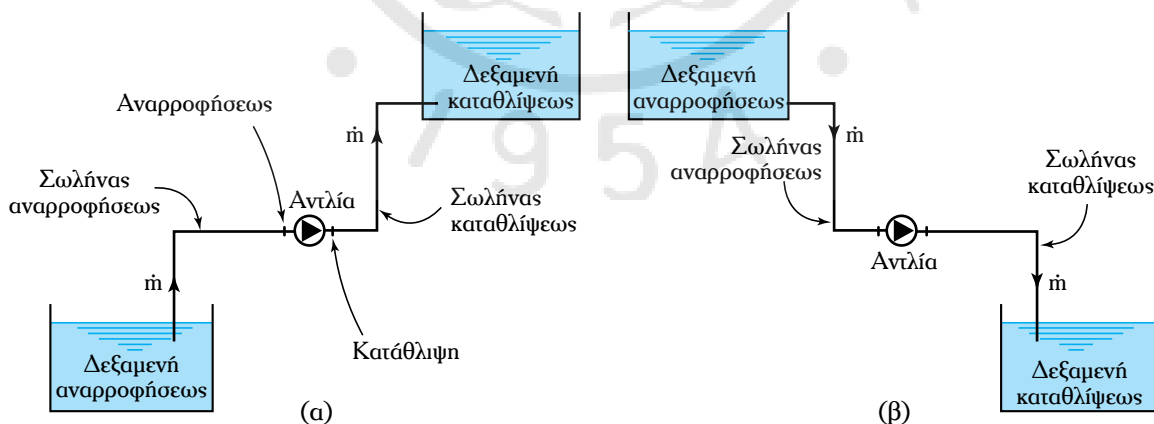 Δεξαμενή
καταθλίψεως
Αναρροφήσεως
ṁ
Σωλήνας
αναρροφήσεως
Αντλία
Σωλήνας
καταθλίψεως
ṁ
Κατάθλιψη
Δεξαμενή
αναρροφήσεως
(α)
Δεξαμενή
αναρροφήσεως
ṁ
Σωλήνας
αναρροφήσεως
Σωλήνας
καταθλίψεως
Αντλία
ṁ
Δεξαμενή
καταθλίψεως
(β)
1954